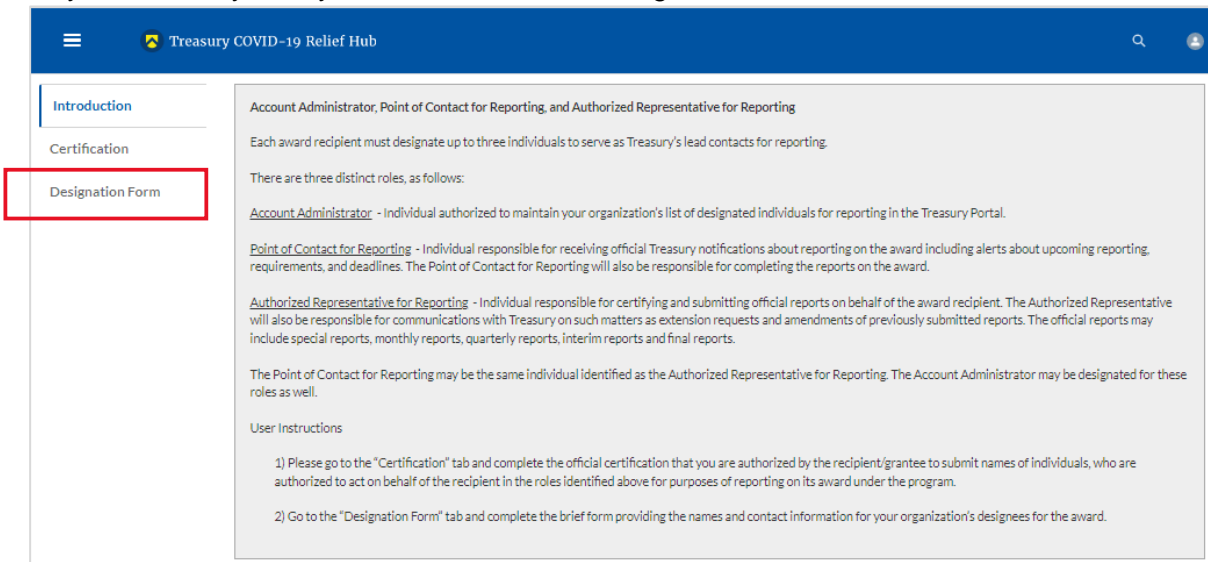 Treasury COVID-19 Relief Hub
Introduction
Certification
Designation Form
Account Administrator, Point of Contact for Reporting, and Authorized Representative for Reporting
Each award recipient must designate up to three individuals to serve as Treasury's lead contacts for reporting.
There are three distinct roles, as follows:
Account Administrator - Individual authorized to maintain your organization's list of designated individuals for reporting in the Treasury Portal.
Point of Contact for Reporting - Individual responsible for receiving official Treasury notifications about reporting on the award including alerts about upcoming reporting,
requirements, and deadlines. The Point of Contact for Reporting will also be responsible for completing the reports on the award.
Authorized Representative for Reporting - Individual responsible for certifying and submitting official reports on behalf of the award recipient. The Authorized Representative
will also be responsible for communications with Treasury on such matters as extension requests and amendments of previously submitted reports. The official reports may
include special reports, monthly reports, quarterly reports, interim reports and final reports.
The Point of Contact for Reporting may be the same individual identified as the Authorized Representative for Reporting. The Account Administrator may be designated for these
roles as well.
User Instructions
1) Please go to the "Certification" tab and complete the official certification that you are authorized by the recipient/grantee to submit names of individuals, who are
authorized to act on behalf of the recipient in the roles identified above for purposes of reporting on its award under the program.
2) Go to the "Designation Form" tab and complete the brief form providing the names and contact information for your organization's designees for the award.